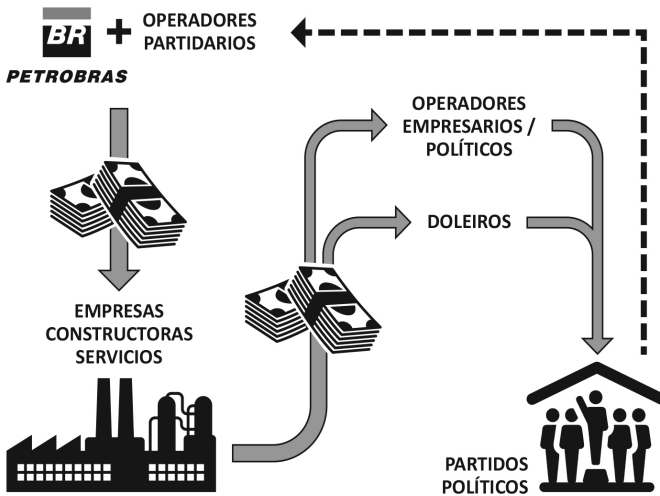 BR
PETROBRAS
+ OPERADORES
PARTIDARIOS
OPERADORES
EMPRESARIOS /
POLÍTICOS
DOLEIROS
EMPRESAS
CONSTRUCTORAS
SERVICIOS
PARTIDOS
POLÍTICOS